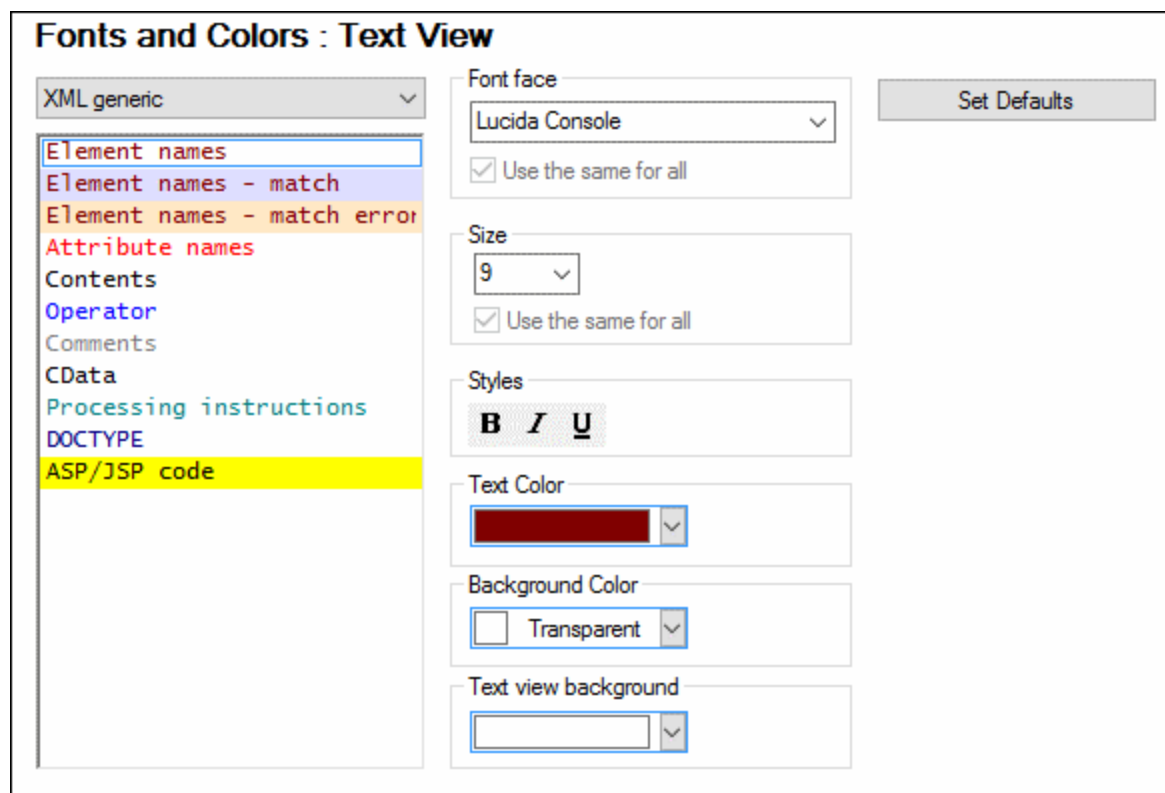 Fonts and Colors : Text View
XML generic
Element names
Element names - match
Element names - match error
Attribute names
Contents
Operator
Comments
CData
Processing instructions
DOCTYPE
ASP/JSP code
Font face
Lucida Console
Use the same for all
Size
9
Use the same for all
Styles
B I U
Text Color
Background Color
Transparent
Text view background
Set Defaults